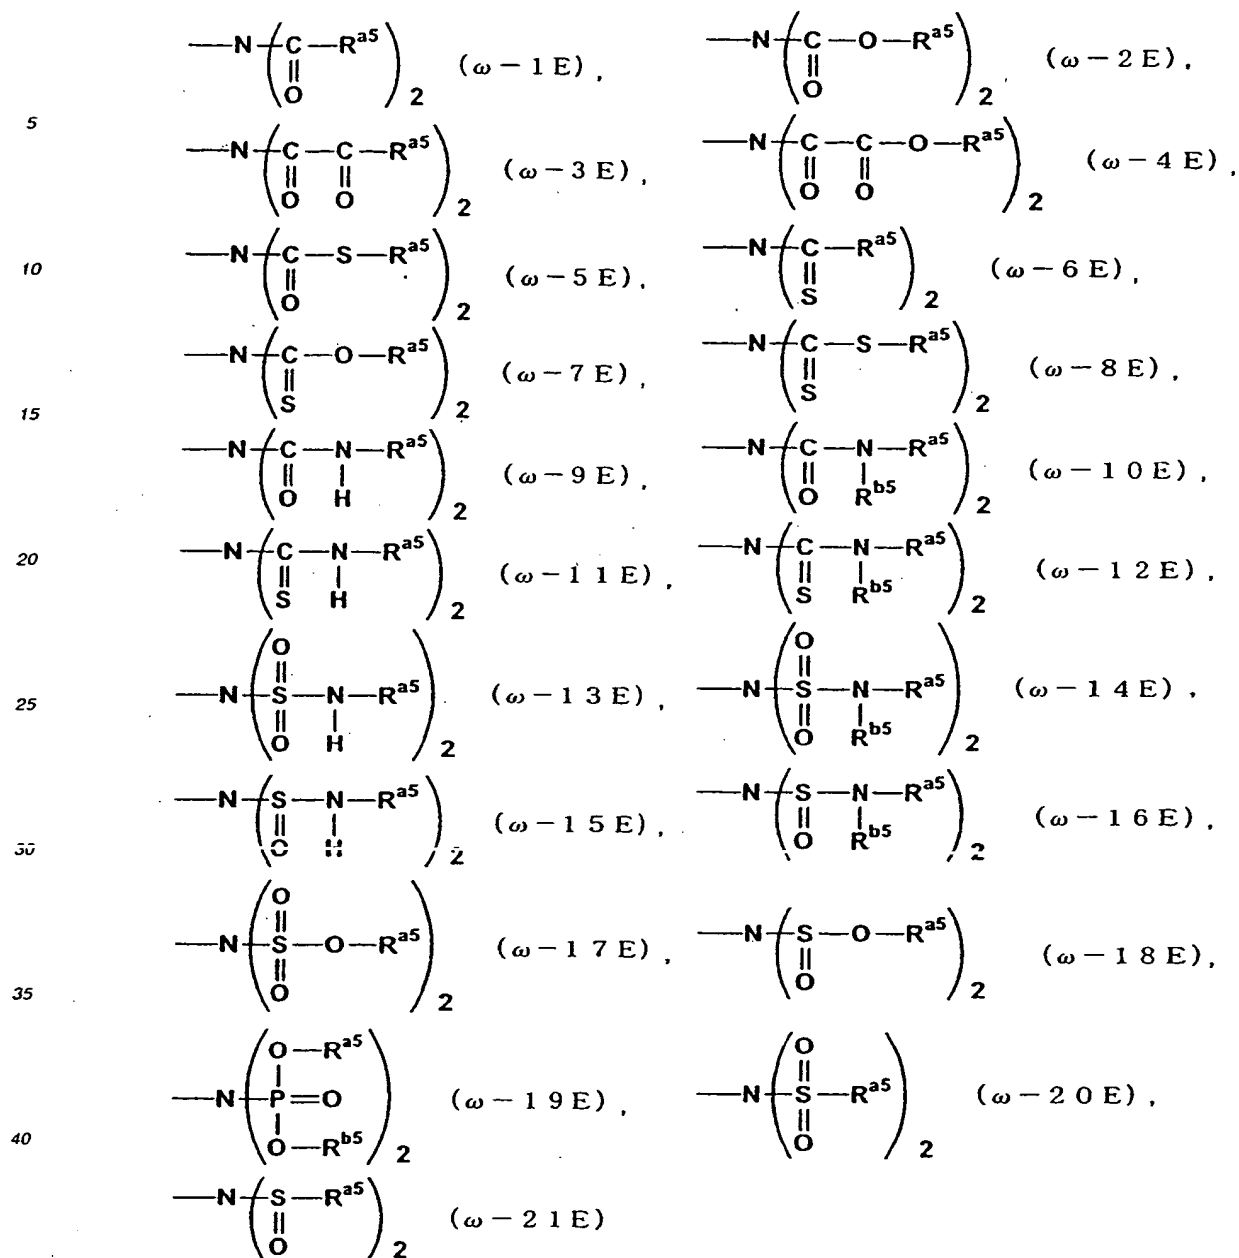 —N(C(=O)—R^a5)2 (ω-1E),
—N(C(=O)—O—R^a5)2 (ω-2E),
5
—N(C(=O)—C(=O)—R^a5)2 (ω-3E),
—N(C(=O)—C(=O)—O—R^a5)2 (ω-4E),
10
—N(C(=O)—S—R^a5)2 (ω-5E),
—N(C(=S)—R^a5)2 (ω-6E),
—N(C(=S)—O—R^a5)2 (ω-7E),
—N(C(=S)—S—R^a5)2 (ω-8E),
15
—N(C(=O)—N(H)—R^a5)2 (ω-9E),
—N(C(=O)—N(R^b5)—R^a5)2 (ω-10E),
20
—N(C(=S)—N(H)—R^a5)2 (ω-11E),
—N(C(=S)—N(R^b5)—R^a5)2 (ω-12E),
25
—N(S(=O)(=O)—N(H)—R^a5)2 (ω-13E),
—N(S(=O)(=O)—N(R^b5)—R^a5)2 (ω-14E),
30
—N(S(=O)—N(H)—R^a5)2 (ω-15E),
—N(S(=O)—N(R^b5)—R^a5)2 (ω-16E),
—N(S(=O)(=O)—O—R^a5)2 (ω-17E),
—N(S(=O)—O—R^a5)2 (ω-18E),
35
—N(P(=O)(O—R^a5)(O—R^b5))2 (ω-19E),
—N(S(=O)(=O)—R^a5)2 (ω-20E),
40
—N(S(=O)—R^a5)2 (ω-21E)